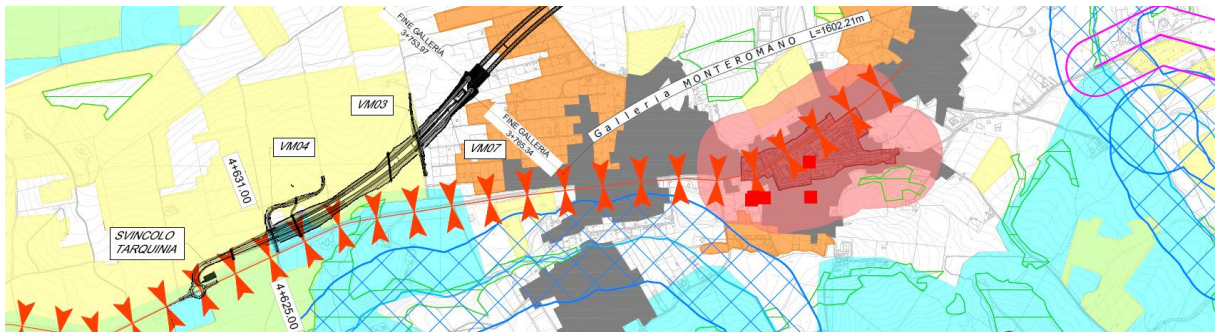 FINE GALLERIA
3+753.97
Galleria MONTEROMANO L=1602.21m
VM03
FINE GALLERIA
3+765.34
VM07
VM04
4+631.00
SVINCOLO
TARQUINIA
4+625.00